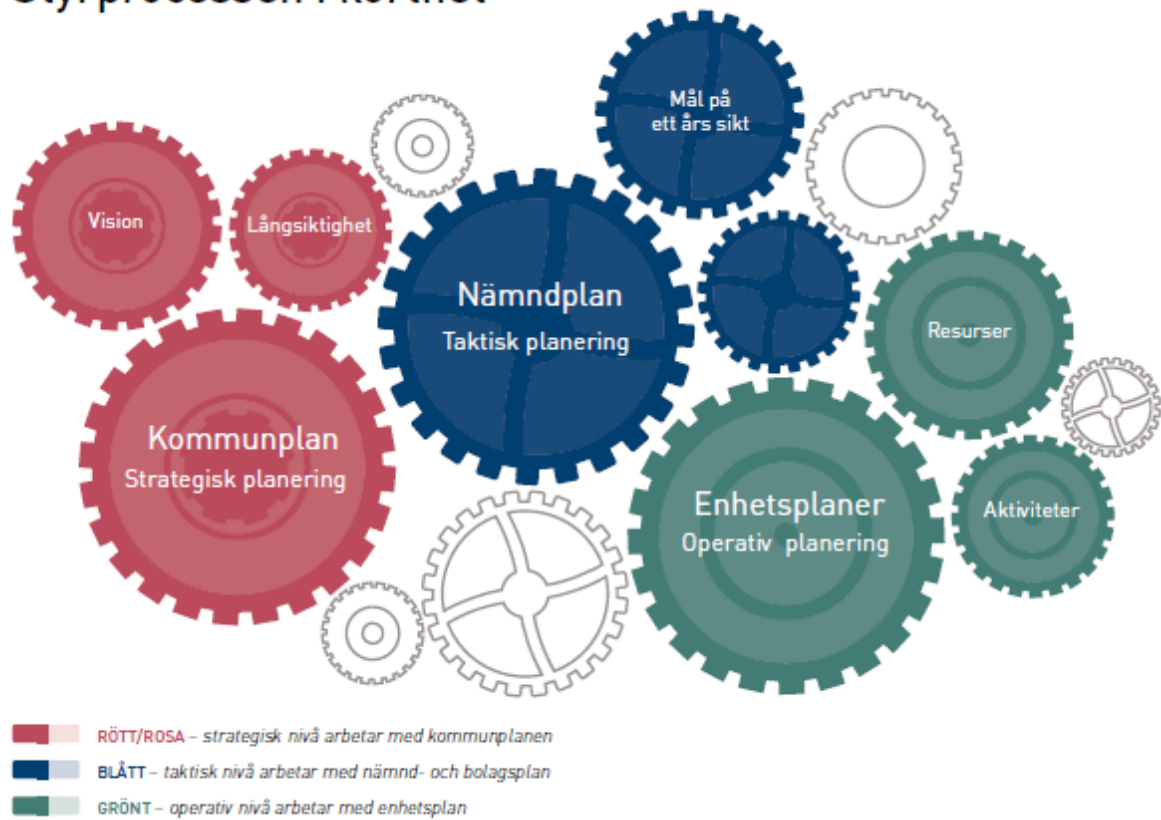 Styrprocessen i korthet
Mål på
ett års sikt
Vision
Långsiktighet
Nämndplan
Taktisk planering
Resurser
Kommunplan
Strategisk planering
Enhetsplaner
Operativ planering
Aktiviteter
RÖTT/ROSA – strategisk nivå arbetar med kommunplanen
BLÅTT – taktisk nivå arbetar med nämnd- och bolagsplan
GRÖNT – operativ nivå arbetar med enhetsplan